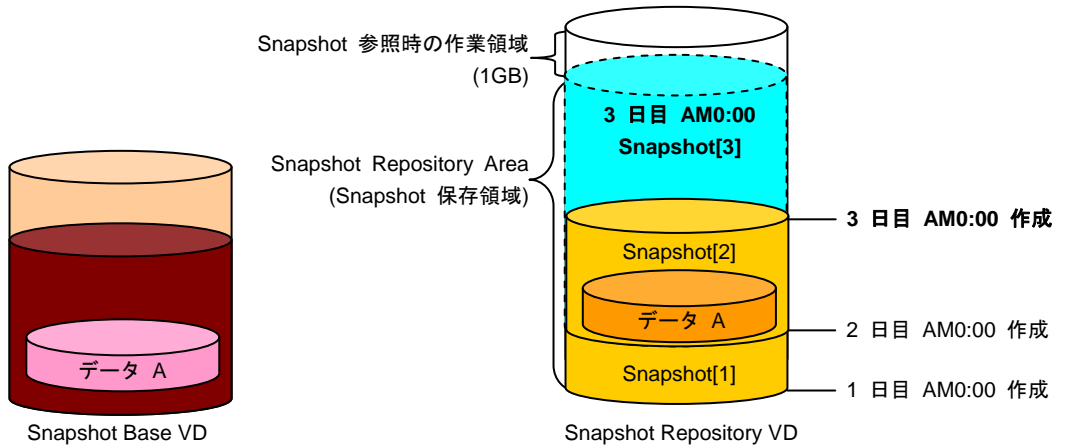 Snapshot 参照時の作業領域
(1GB)
3 日目 AM0:00
Snapshot[3]
Snapshot Repository Area
(Snapshot 保存領域)
3 日目 AM0:00 作成
Snapshot[2]
データ A
2 日目 AM0:00 作成
データ A
Snapshot[1]
1 日目 AM0:00 作成
Snapshot Base VD
Snapshot Repository VD